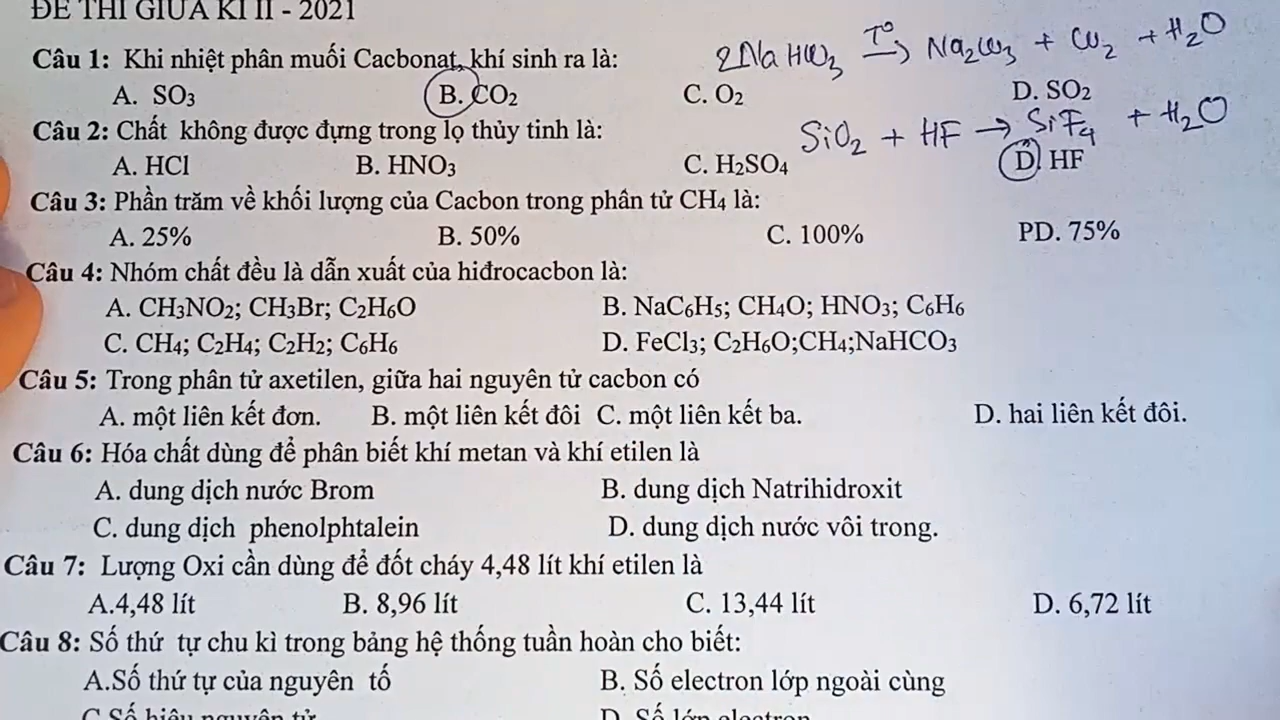 ĐỀ THI GIỮA KÌ II - 2021
Câu 1: Khi nhiệt phân muối Cacbonat, khí sinh ra là:
2NaHCO₃ →T° Na₂CO₃ + CO₂ + H₂O
A. SO₃ B. CO₂ C. O₂ D. SO₂
Câu 2: Chất không được đựng trong lọ thủy tinh là:
SiO₂ + HF → SiF₄ + H₂O
A. HCl B. HNO₃ C. H₂SO₄ D. HF
Câu 3: Phần trăm về khối lượng của Cacbon trong phân tử CH₄ là:
A. 25% B. 50% C. 100% PD. 75%
Câu 4: Nhóm chất đều là dẫn xuất của hiđrocacbon là:
A. CH₃NO₂; CH₃Br; C₂H₆O B. NaC₆H₅; CH₄O; HNO₃; C₆H₆
C. CH₄; C₂H₄; C₂H₂; C₆H₆ D. FeCl₃; C₂H₆O;CH₄;NaHCO₃
Câu 5: Trong phân tử axetilen, giữa hai nguyên tử cacbon có
A. một liên kết đơn. B. một liên kết đôi C. một liên kết ba. D. hai liên kết đôi.
Câu 6: Hóa chất dùng để phân biệt khí metan và khí etilen là
A. dung dịch nước Brom B. dung dịch Natrihidroxit
C. dung dịch phenolphtalein D. dung dịch nước vôi trong.
Câu 7: Lượng Oxi cần dùng để đốt cháy 4,48 lít khí etilen là
A.4,48 lít B. 8,96 lít C. 13,44 lít D. 6,72 lít
Câu 8: Số thứ tự chu kì trong bảng hệ thống tuần hoàn cho biết:
A.Số thứ tự của nguyên tố B. Số electron lớp ngoài cùng
C.Số hiệu nguyên tử D. Số lớp electron